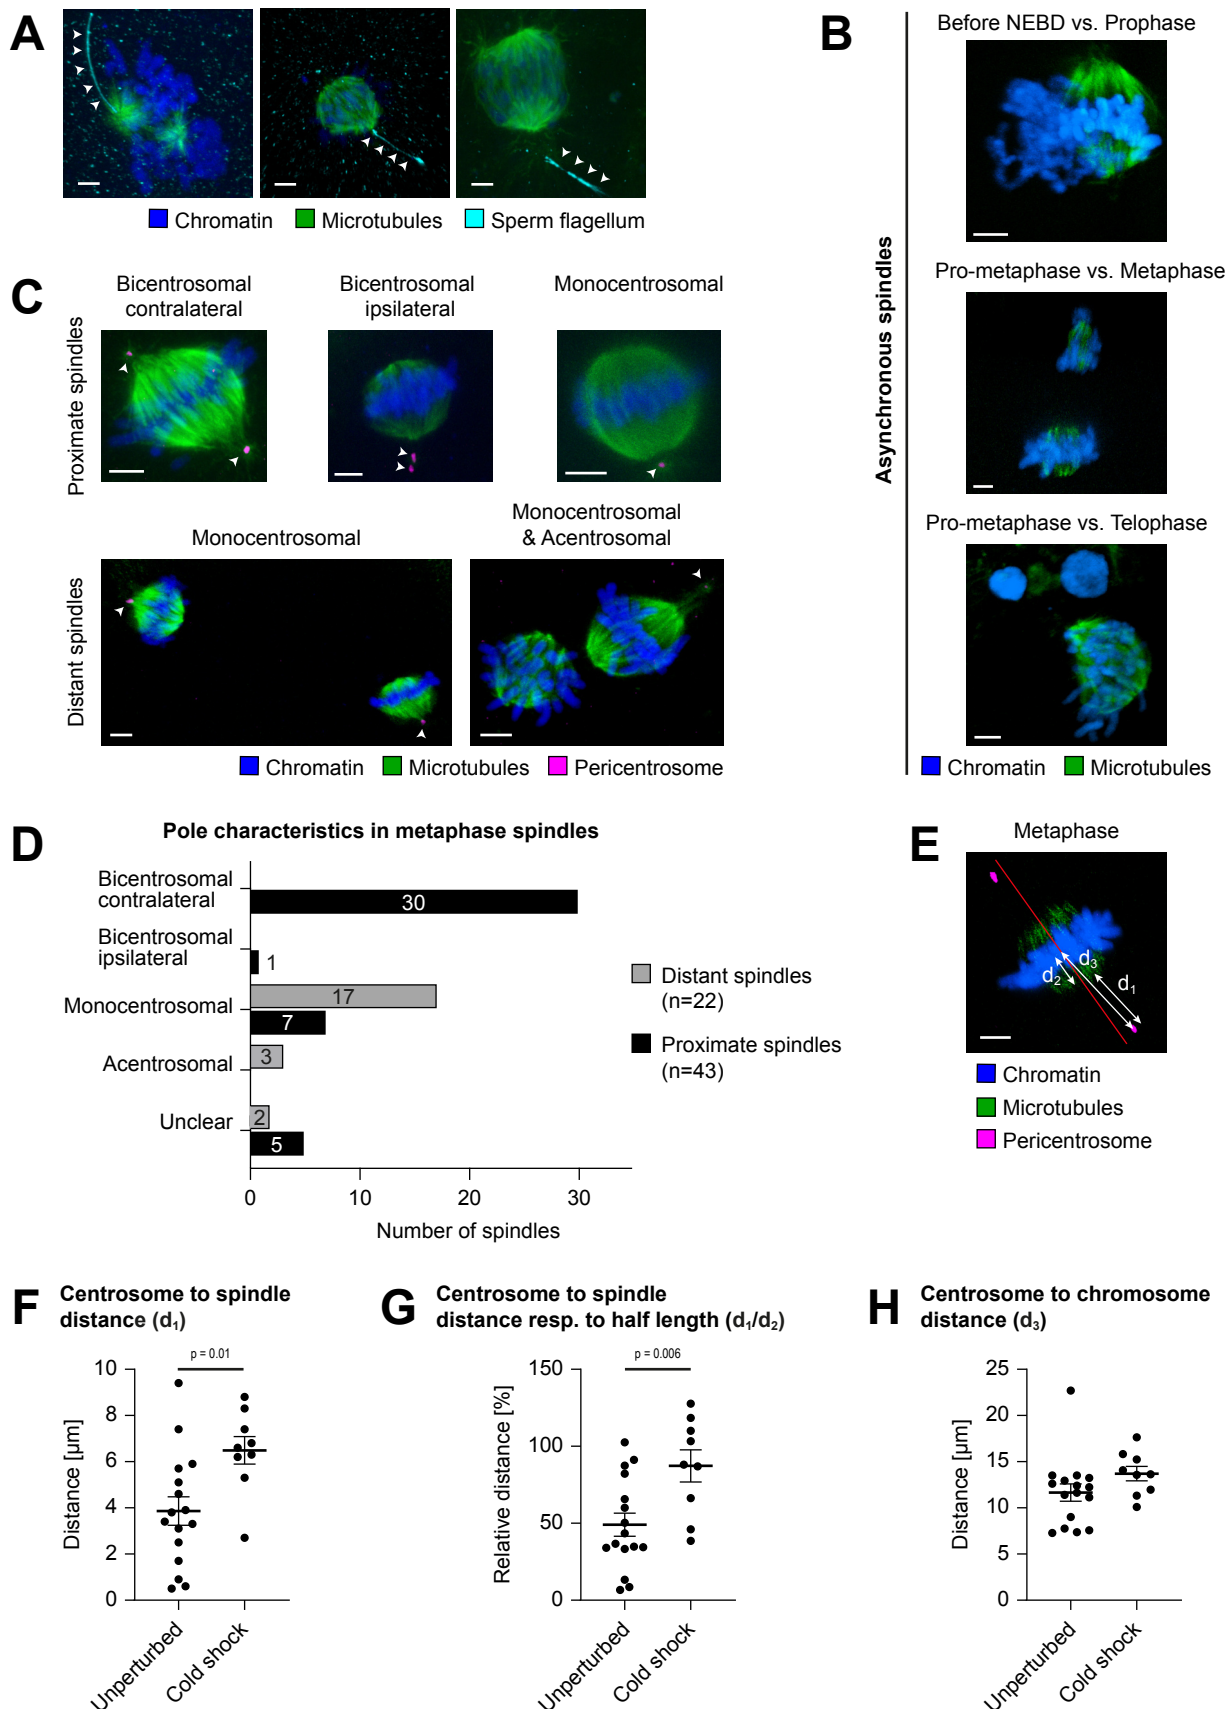 A
Chromatin
Microtubules
Sperm flagellum
B
Asynchronous spindles
Before NEBD vs. Prophase
Pro-metaphase vs. Metaphase
Pro-metaphase vs. Telophase
Chromatin
Microtubules
C
Proximate spindles
Bicentrosomal
contralateral
Bicentrosomal
ipsilateral
Monocentrosomal
Distant spindles
Monocentrosomal
Monocentrosomal
& Acentrosomal
Chromatin
Microtubules
Pericentrosome
D
Pole characteristics in metaphase spindles
Bicentrosomal
contralateral
30
Bicentrosomal
ipsilateral
1
Monocentrosomal
17
7
Acentrosomal
3
Unclear
2
5
0
10
20
30
Number of spindles
Distant spindles
(n=22)
Proximate spindles
(n=43)
E
Metaphase
d3
d2
d1
Chromatin
Microtubules
Pericentrosome
F
Centrosome to spindle
distance (d1)
p = 0.01
Distance [µm]
10
8
6
4
2
0
Unperturbed
Cold shock
G
Centrosome to spindle
distance resp. to half length (d1/d2)
p = 0.006
Relative distance [%]
150
100
50
0
Unperturbed
Cold shock
H
Centrosome to chromosome
distance (d3)
Distance [µm]
25
20
15
10
5
0
Unperturbed
Cold shock